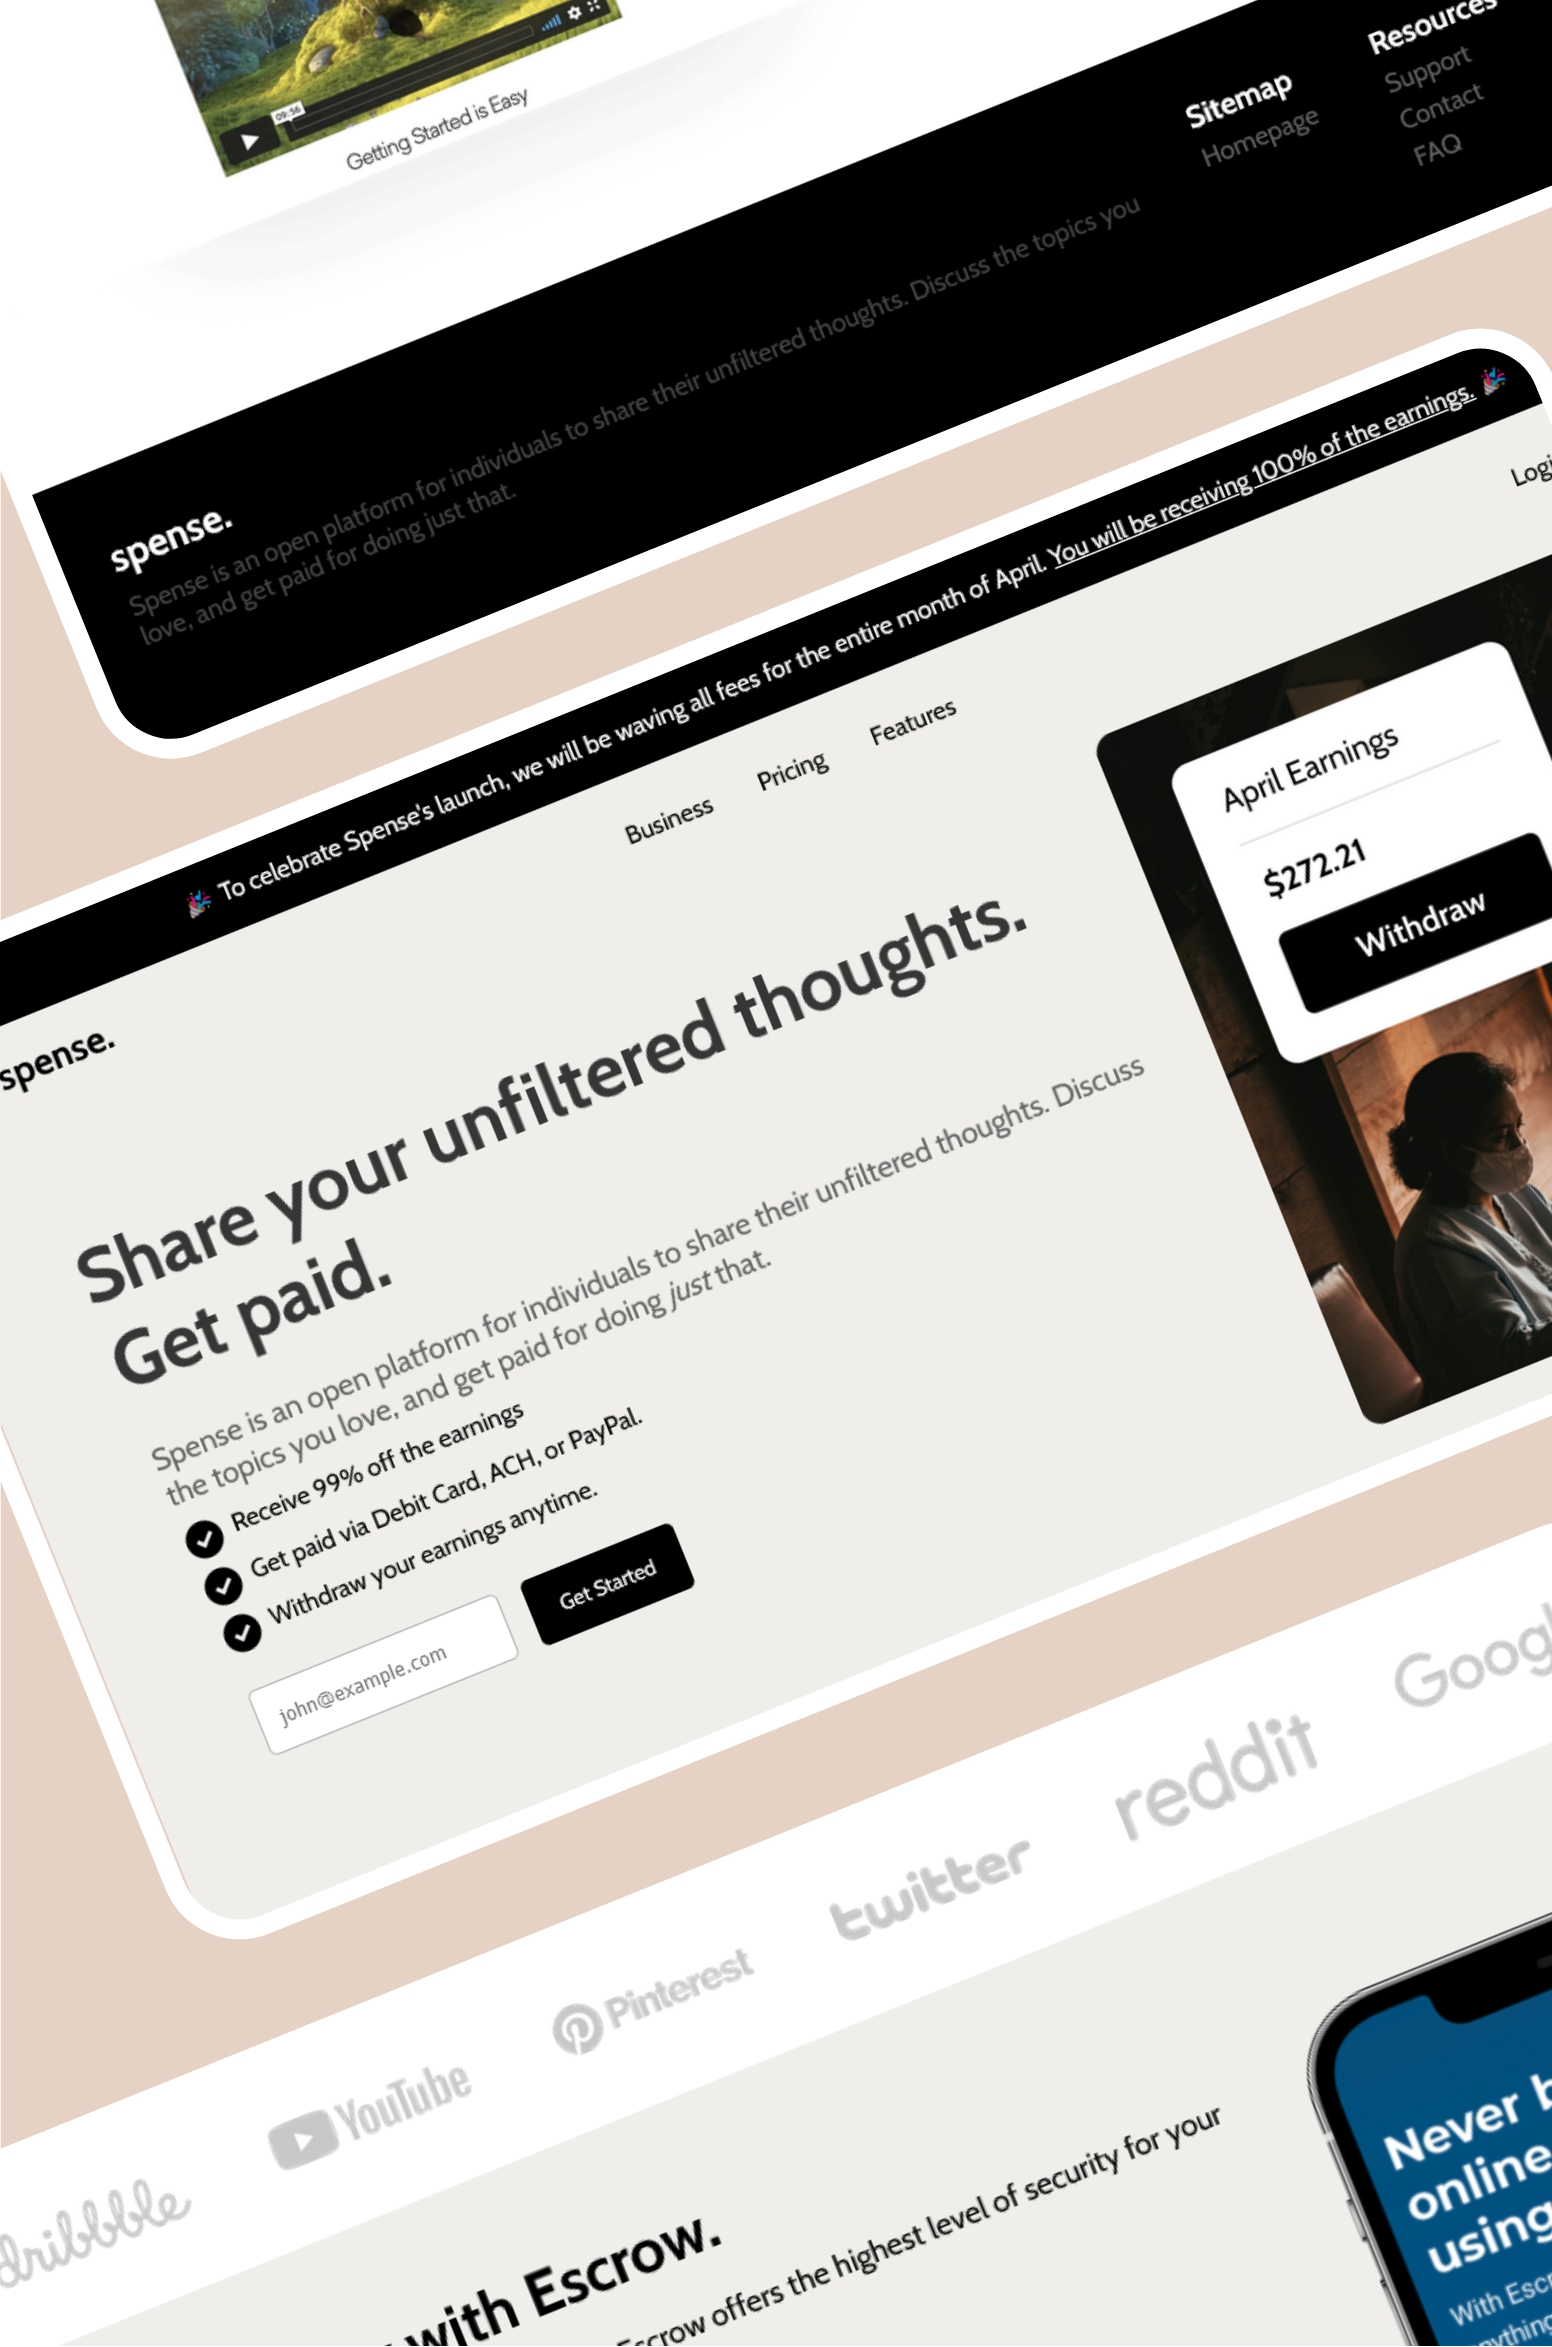 09:56
Getting Started is Easy
Sitemap
Homepage
Resources
Support
Contact
FAQ
spense.
Spense is an open platform for individuals to share their unfiltered thoughts. Discuss the topics you
love, and get paid for doing just that.
🎉 To celebrate Spense's launch, we will be waving all fees for the entire month of April. You will be receiving 100% of the earnings. 🎉
spense.
Business
Pricing
Features
Logi
Share your unfiltered thoughts.
Get paid.
Spense is an open platform for individuals to share their unfiltered thoughts. Discuss
the topics you love, and get paid for doing just that.
Receive 99% off the earnings
Get paid via Debit Card, ACH, or PayPal.
Withdraw your earnings anytime.
john@example.com
Get Started
April Earnings
$272.21
Withdraw
dribbble
YouTube
Pinterest
twitter
reddit
Googl
with Escrow.
Escrow offers the highest level of security for your
Never b
online
using
With Escr
nything